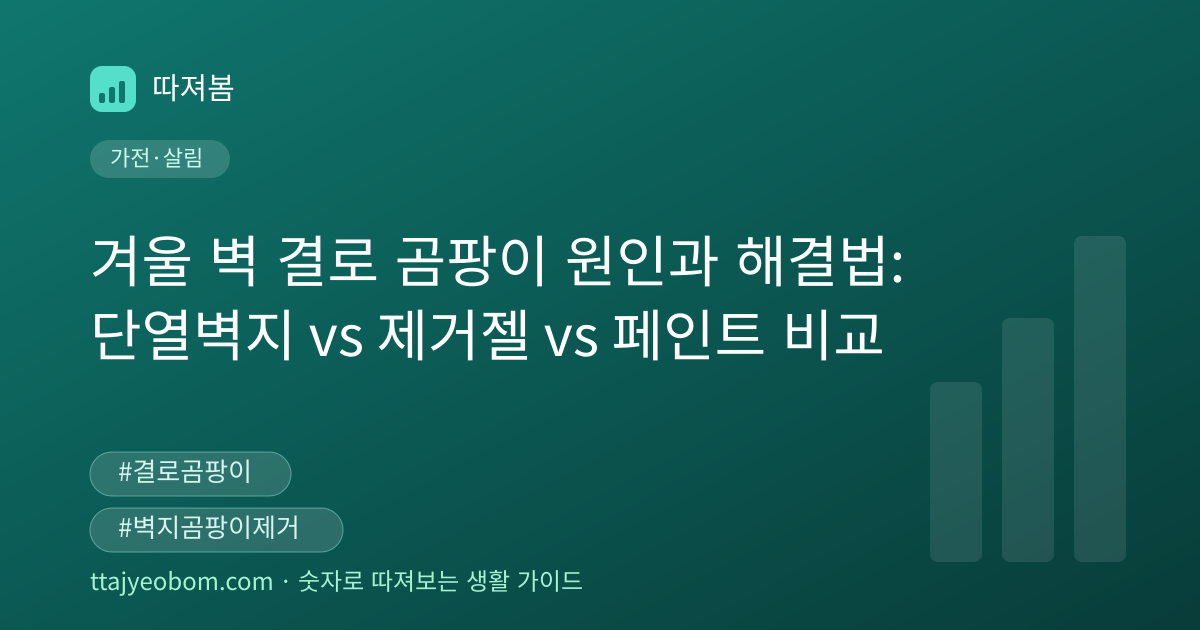 따져봄
가전·살림
겨울 벽 결로 곰팡이 원인과 해결법:
단열벽지 vs 제거젤 vs 페인트 비교
#결로곰팡이
#벽지곰팡이제거
ttajyeobom.com · 숫자로 따져보는 생활 가이드